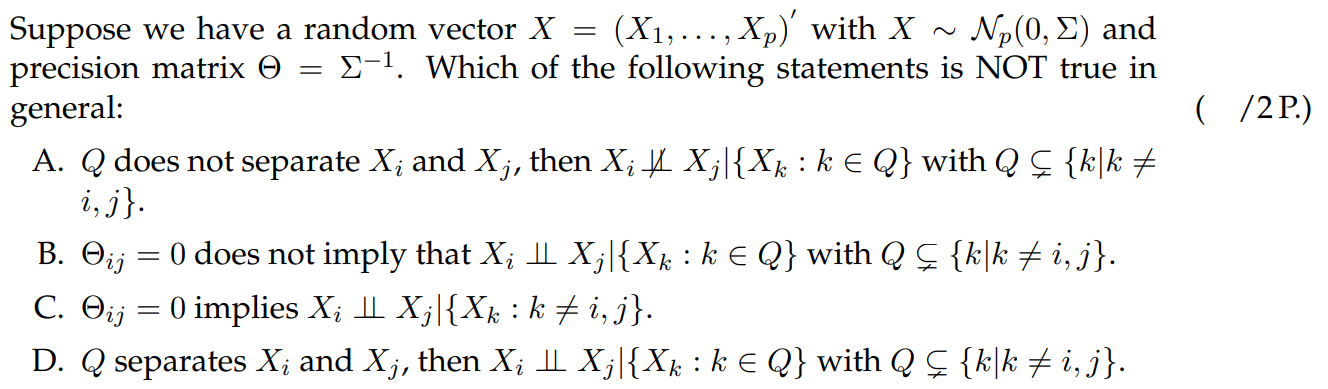 Suppose we have a random vector X = (X₁, . . . , Xₚ)′ with X ∼ 𝒩ₚ(0, Σ) and
precision matrix Θ = Σ⁻¹. Which of the following statements is NOT true in
general: ( /2 P.)
A. Q does not separate Xᵢ and Xⱼ, then Xᵢ ⫫̸ Xⱼ|{Xₖ : k ∈ Q} with Q ⊊ {k|k ≠
i, j}.
B. Θᵢⱼ = 0 does not imply that Xᵢ ⫫ Xⱼ|{Xₖ : k ∈ Q} with Q ⊊ {k|k ≠ i, j}.
C. Θᵢⱼ = 0 implies Xᵢ ⫫ Xⱼ|{Xₖ : k ≠ i, j}.
D. Q separates Xᵢ and Xⱼ, then Xᵢ ⫫ Xⱼ|{Xₖ : k ∈ Q} with Q ⊊ {k|k ≠ i, j}.